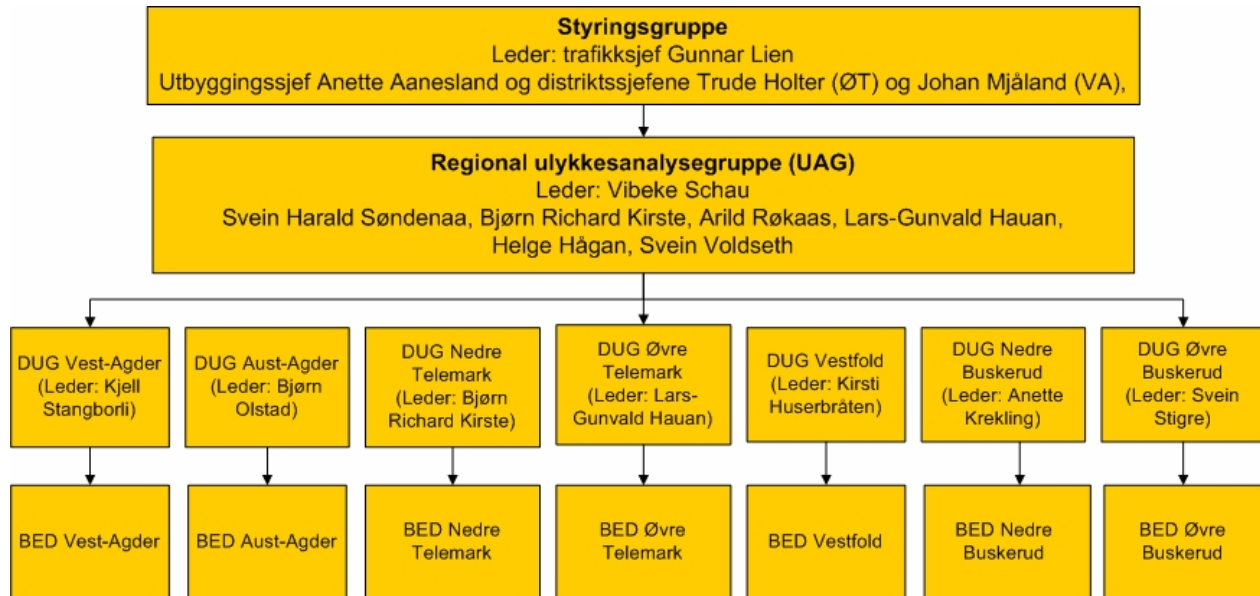 Styringsgruppe
Leder: trafikksjef Gunnar Lien
Utbyggingssjef Anette Aanesland og distriktssjefene Trude Holter (ØT) og Johan Mjåland (VA),
Regional ulykkesanalysegruppe (UAG)
Leder: Vibeke Schau
Svein Harald Søndenaa, Bjørn Richard Kirste, Arild Røkaas, Lars-Gunvald Hauan,
Helge Hågan, Svein Voldseth
DUG Vest-Agder
(Leder: Kjell
Stangborli)
DUG Aust-Agder
(Leder: Bjørn
Olstad)
DUG Nedre
Telemark
(Leder: Bjørn
Richard Kirste)
DUG Øvre
Telemark
(Leder: Lars-
Gunvald Hauan)
DUG Vestfold
(Leder: Kirsti
Huserbråten)
DUG Nedre
Buskerud
(Leder: Anette
Krekling)
DUG Øvre
Buskerud
(Leder: Svein
Stigre)
BED Vest-Agder
BED Aust-Agder
BED Nedre
Telemark
BED Øvre
Telemark
BED Vestfold
BED Nedre
Buskerud
BED Øvre
Buskerud